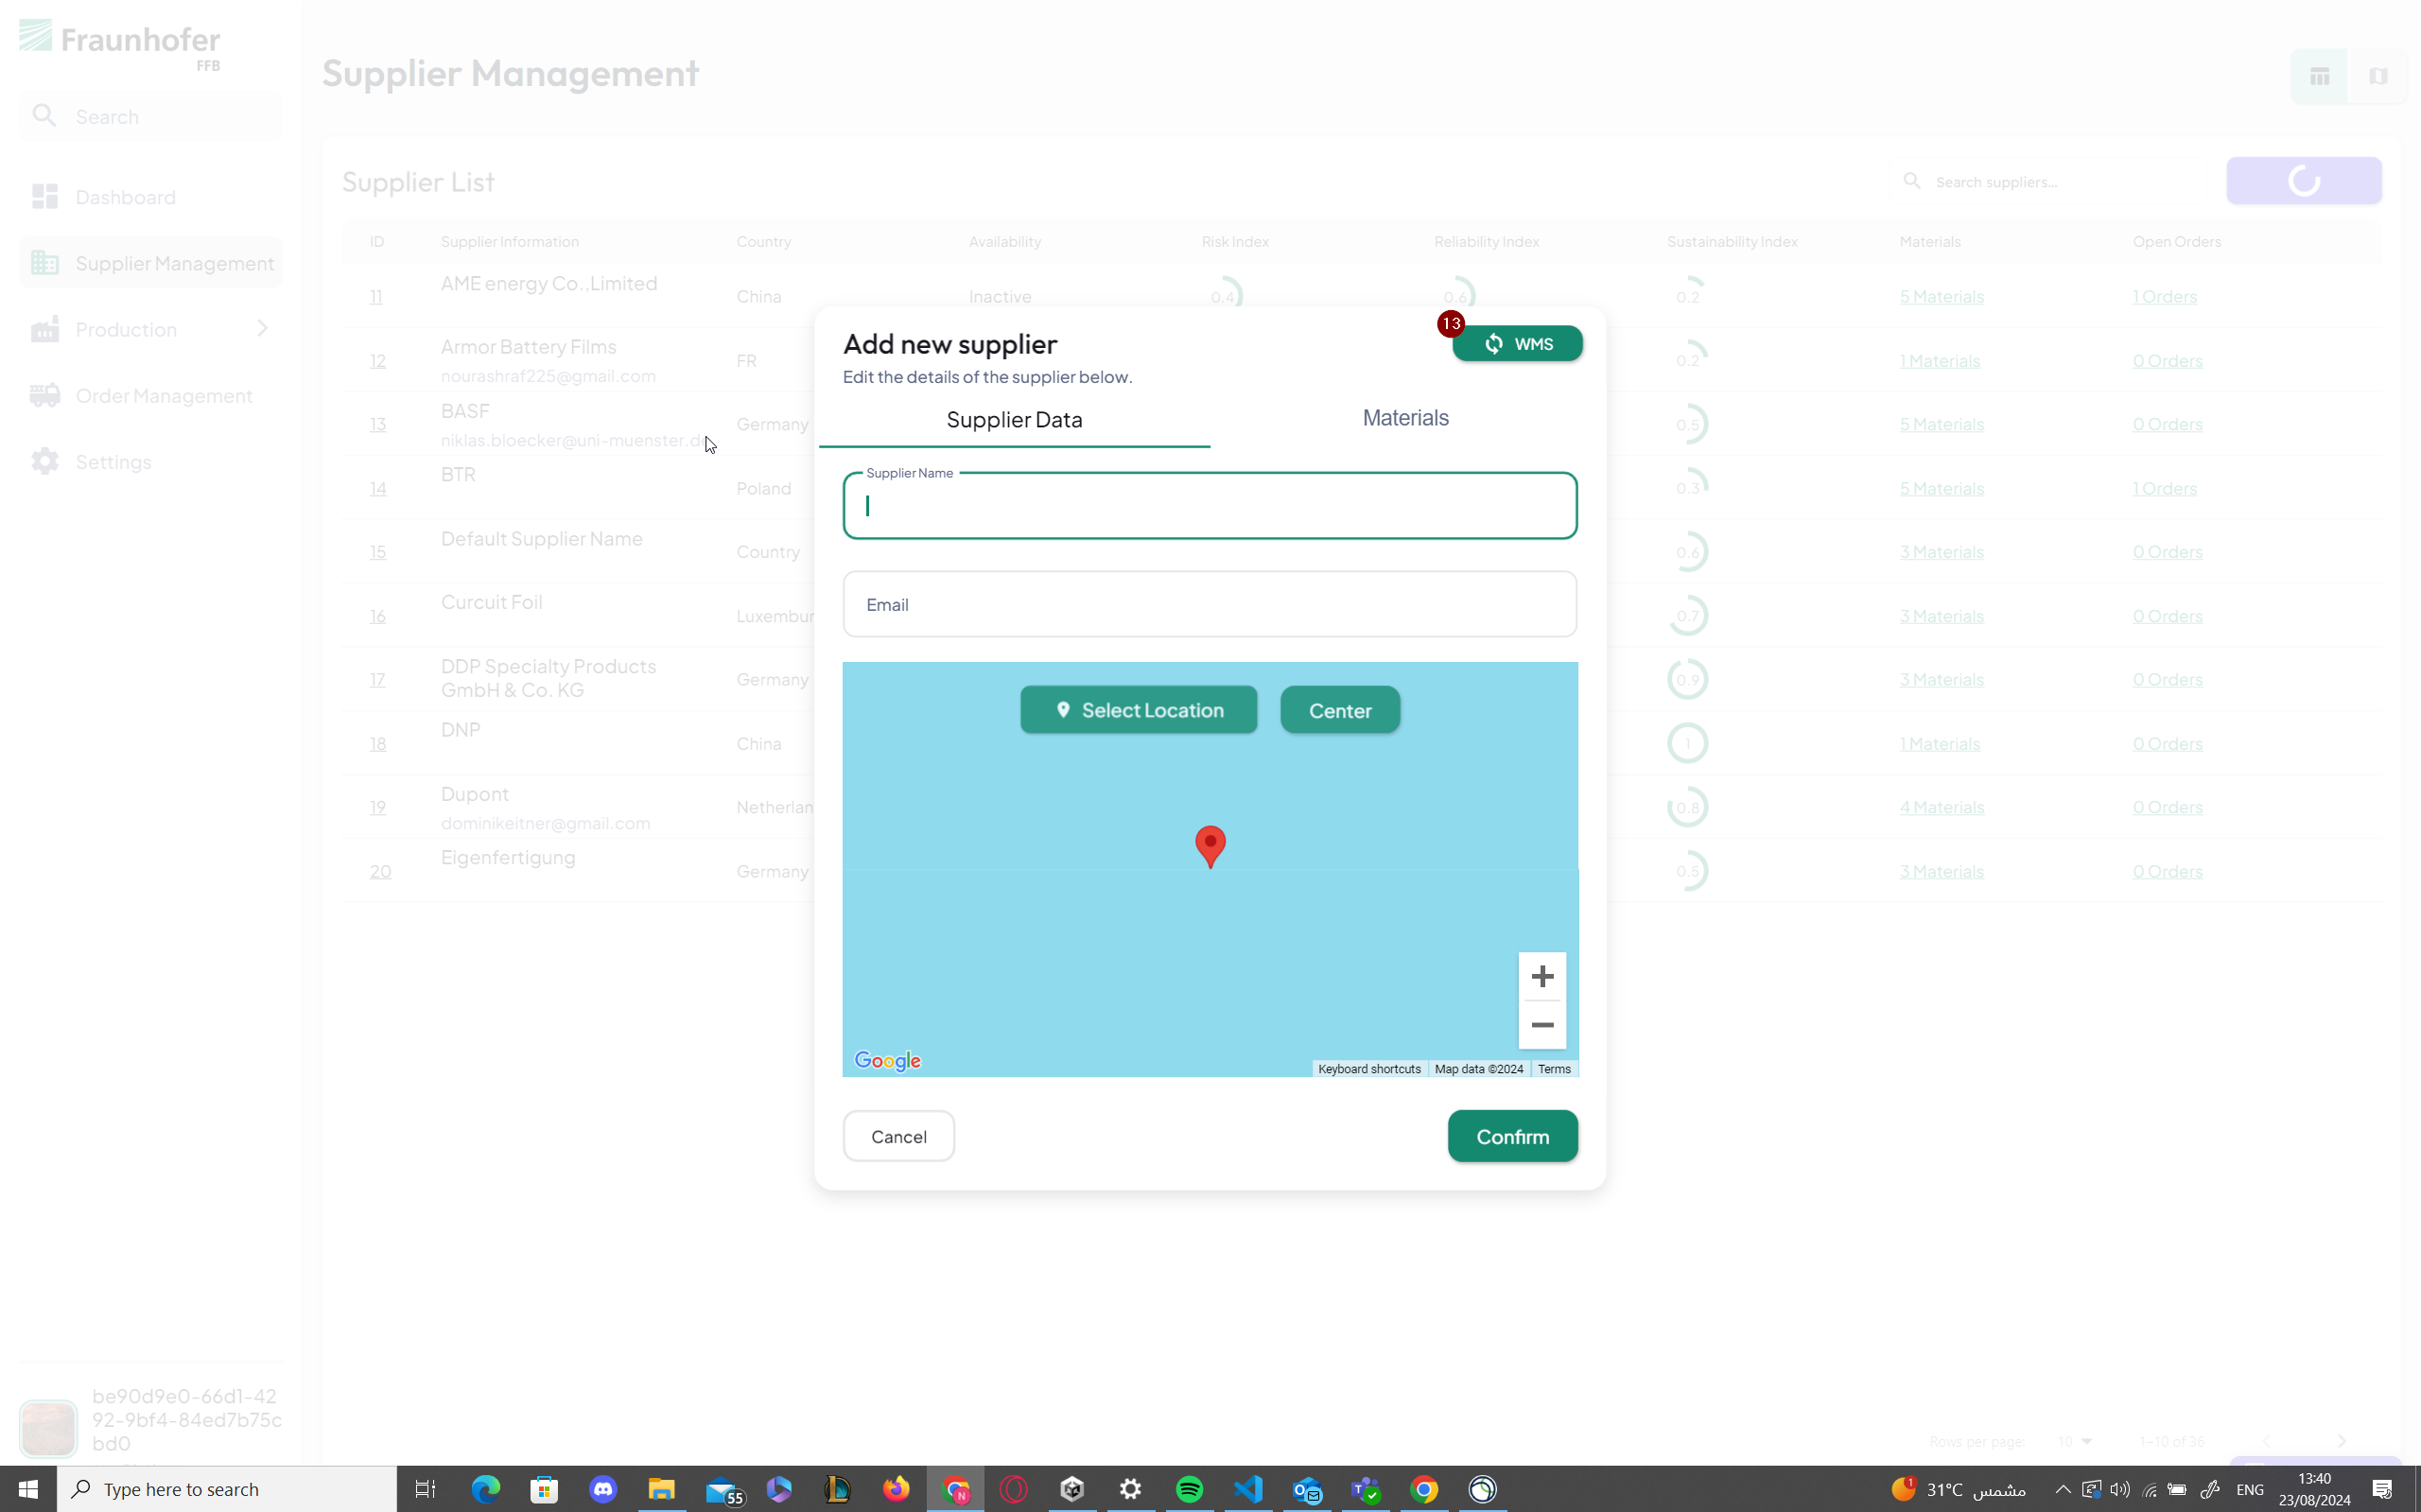 Fraunhofer
FFB
Search
Dashboard
Supplier Management
Production
Order Management
Settings
be90d9e0-66d1-42
92-9bf4-84ed7b75c
bd0
Supplier Management
Supplier List
Search suppliers...
ID Supplier Information Country Availability Risk Index Reliability Index Sustainability Index Materials Open Orders
11 AME energy Co.,Limited China Inactive 0.4 0.6 0.2 5 Materials 1 Orders
12 Armor Battery Films FR 0.2 1 Materials 0 Orders
nourashraf225@gmail.com
13 BASF Germany 0.5 5 Materials 0 Orders
niklas.bloecker@uni-muenster.d
14 BTR Poland 0.3 5 Materials 1 Orders
15 Default Supplier Name Country 0.6 3 Materials 0 Orders
16 Curcuit Foil Luxembur 0.7 3 Materials 0 Orders
17 DDP Specialty Products Germany 0.9 3 Materials 0 Orders
GmbH & Co. KG
18 DNP China 1 1 Materials 0 Orders
19 Dupont Netherlan 0.8 4 Materials 0 Orders
dominikeitner@gmail.com
20 Eigenfertigung Germany 0.5 3 Materials 0 Orders
Rows per page: 10 1–10 of 36
Add new supplier
13
WMS
Edit the details of the supplier below.
Supplier Data
Materials
Supplier Name
Email
Select Location
Center
Google
Keyboard shortcuts
Map data ©2024
Terms
Cancel
Confirm
Type here to search
55
N
1
31°C مشمس
ENG
13:40
23/08/2024